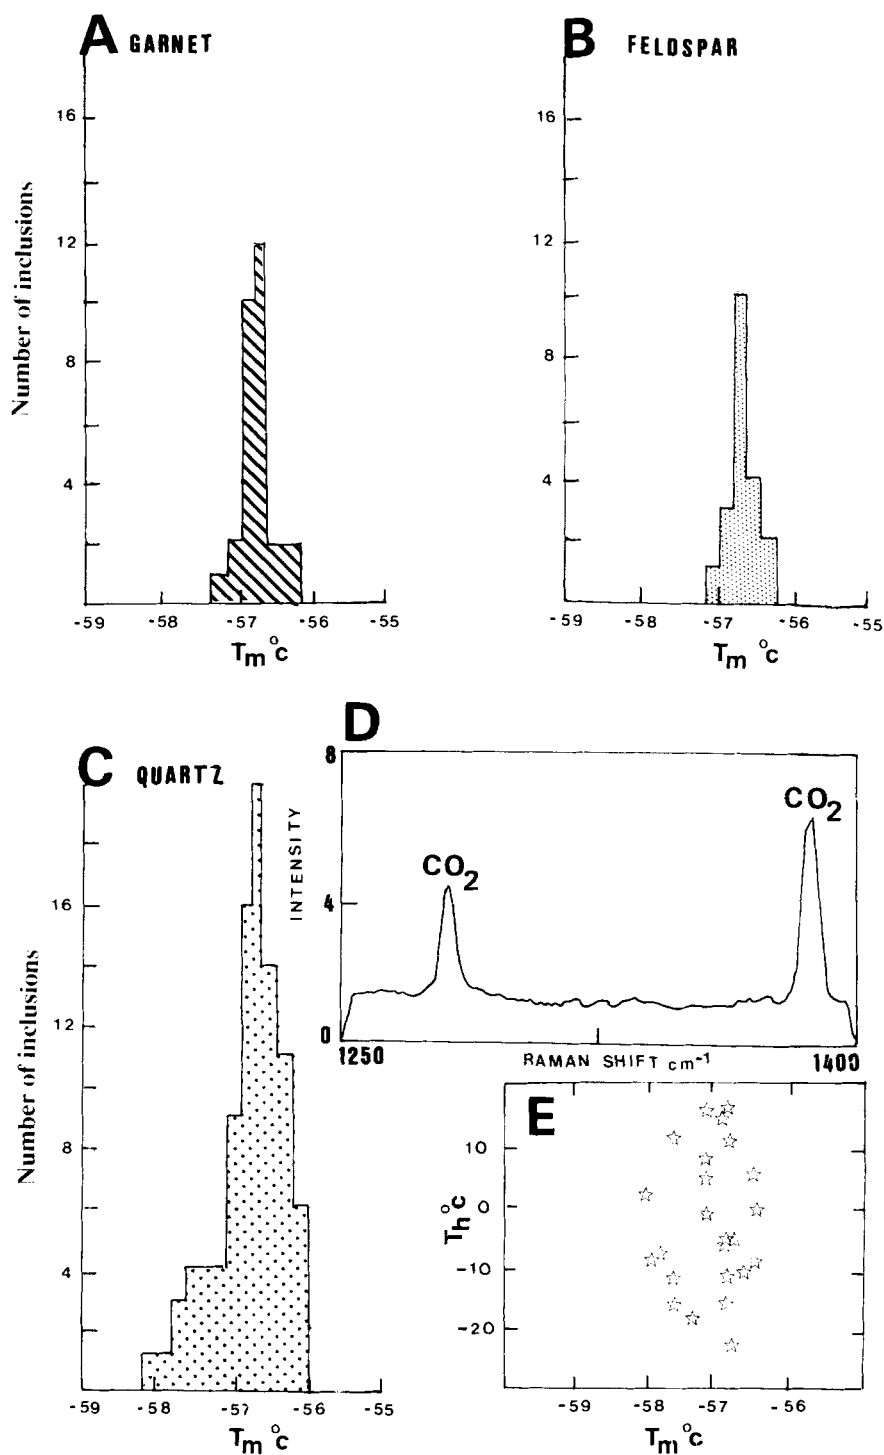 A GARNET
16
12
8
4
Number of inclusions
-59 -58 -57 -56 -55
Tm °c
B FELDSPAR
16
12
8
4
-59 -58 -57 -56 -55
Tm °c
C QUARTZ
16
12
8
4
Number of inclusions
-59 -58 -57 -56 -55
Tm °c
D
8
4
0
INTENSITY
CO2
CO2
1250 RAMAN SHIFT cm-1 1400
E
10
0
-10
-20
Th °c
-59 -58 -57 -56
Tm °c